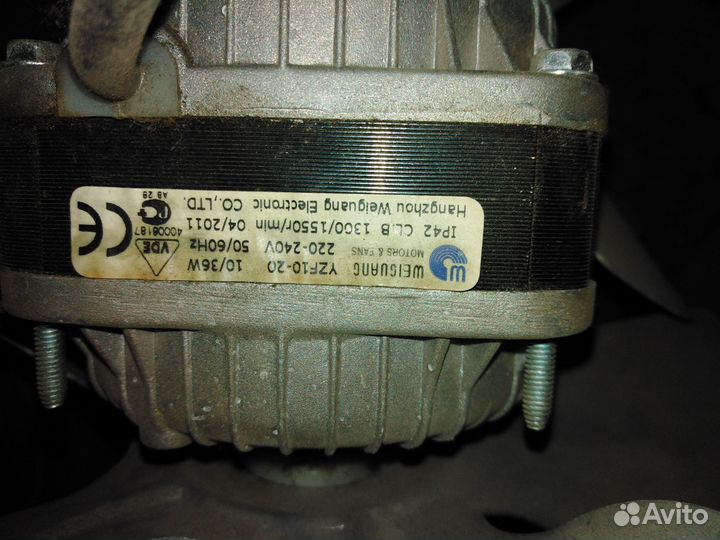 WEIGUANG
MOTORS & FANS
YZF10-20 10/36W
220-240V 50/60Hz
IP42 CL.B 1300/1550r/min 04/2011
Hangzhou Weiguang Electronic CO.,LTD.
VDE
40008187
AB 28
CE
Avito